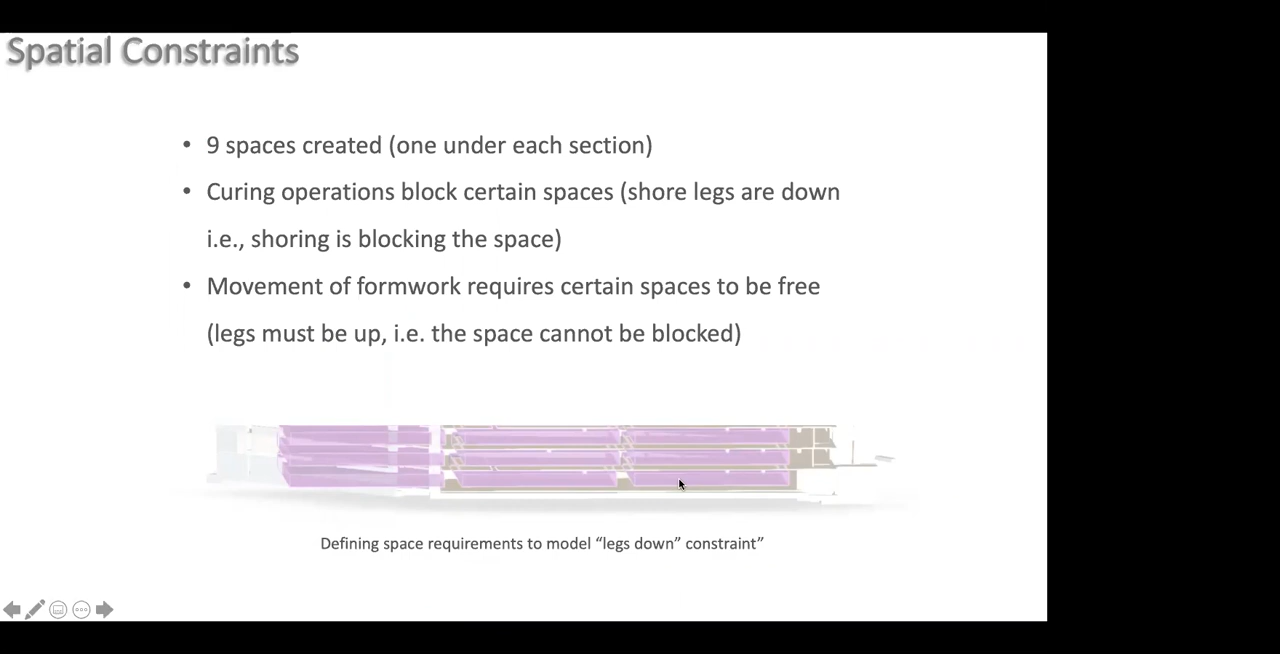 Spatial Constraints
• 9 spaces created (one under each section)
• Curing operations block certain spaces (shore legs are down
i.e., shoring is blocking the space)
• Movement of formwork requires certain spaces to be free
(legs must be up, i.e. the space cannot be blocked)
Defining space requirements to model “legs down” constraint”